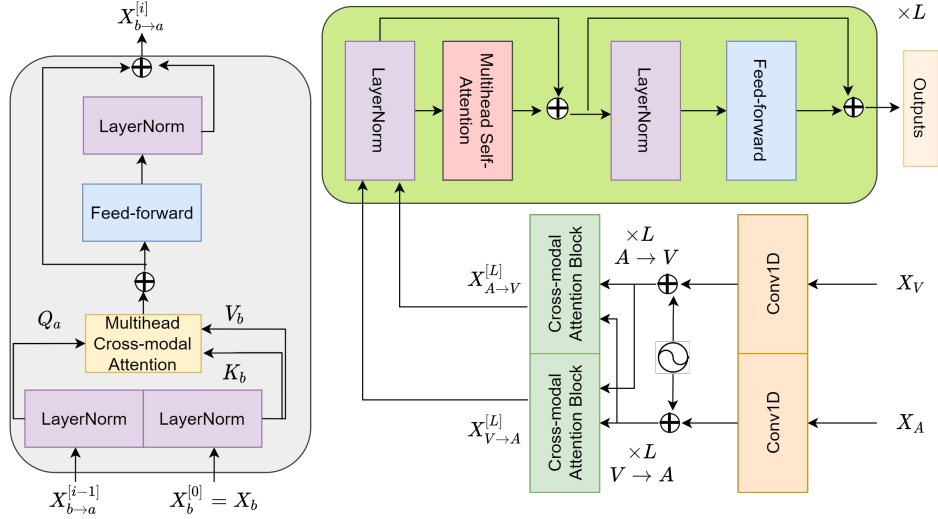 X_{b→a}^{[i]}
LayerNorm
Feed-forward
Q_a
Multihead
Cross-modal
Attention
V_b
K_b
LayerNorm
LayerNorm
X_{b→a}^{[i-1]}
X_b^{[0]} = X_b
×L
LayerNorm
Multihead Self-
Attention
LayerNorm
Feed-forward
Outputs
X_{A→V}^{[L]}
Cross-modal
Attention Block
×L
A → V
Conv1D
X_V
X_{V→A}^{[L]}
Cross-modal
Attention Block
×L
V → A
Conv1D
X_A